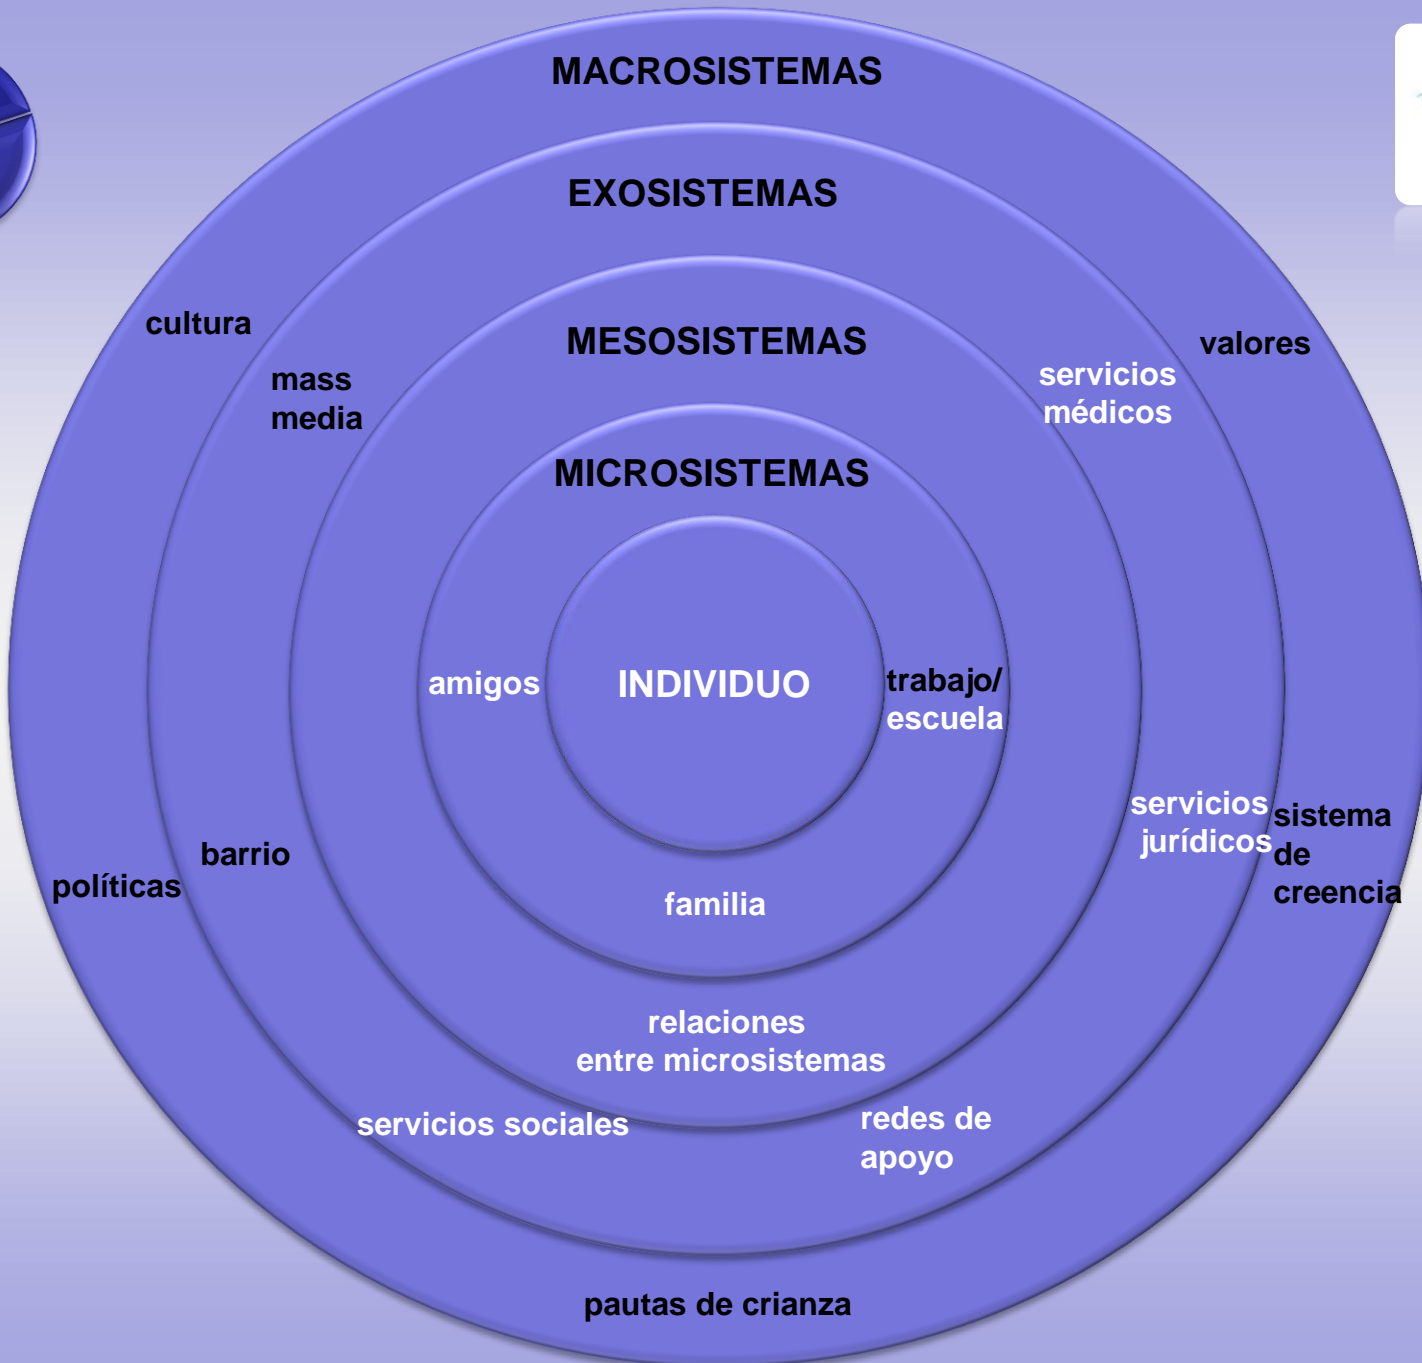 MACROSISTEMAS
EXOSISTEMAS
cultura
MESOSISTEMAS
valores
mass
media
servicios
médicos
MICROSISTEMAS
amigos
INDIVIDUO
trabajo/
escuela
servicios
jurídicos
sistema
de
creencia
barrio
políticas
familia
relaciones
entre microsistemas
servicios sociales
redes de
apoyo
pautas de crianza